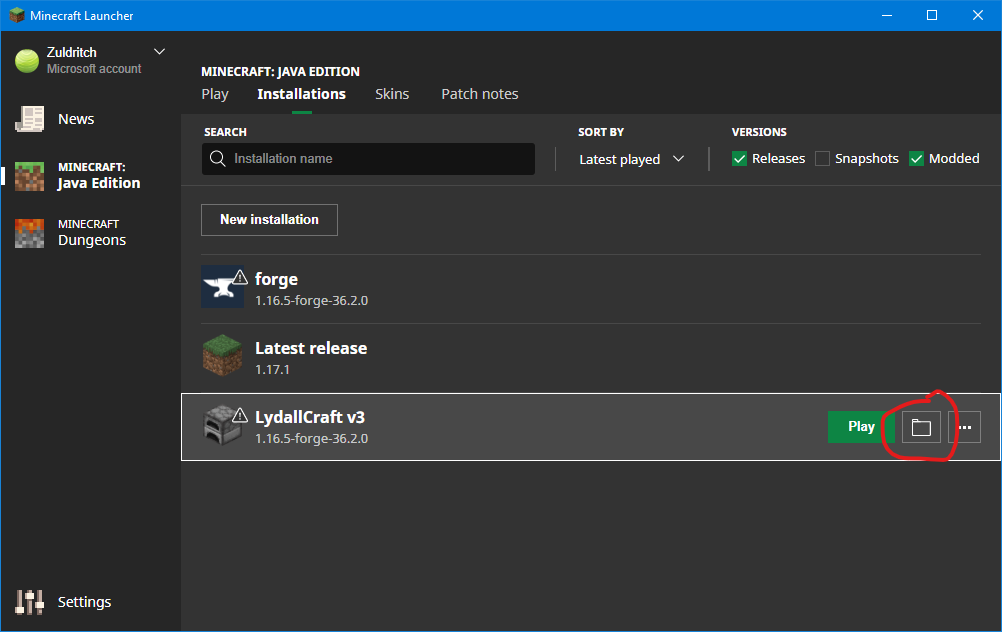 Minecraft Launcher
Zuldritch
Microsoft account
News
MINECRAFT:
Java Edition
MINECRAFT
Dungeons
Settings
MINECRAFT: JAVA EDITION
Play Installations Skins Patch notes
SEARCH SORT BY VERSIONS
Installation name Latest played Releases Snapshots Modded
New installation
forge
1.16.5-forge-36.2.0
Latest release
1.17.1
LydallCraft v3
1.16.5-forge-36.2.0
Play